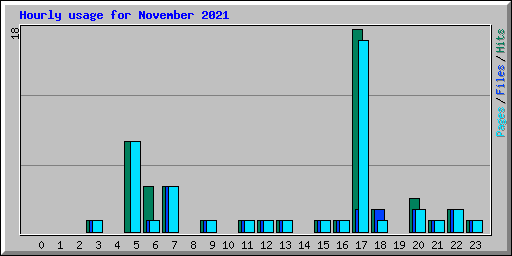 Hourly usage for November 2021
18
Pages/Files/Hits
0 1 2 3 4 5 6 7 8 9 10 11 12 13 14 15 16 17 18 19 20 21 22 23